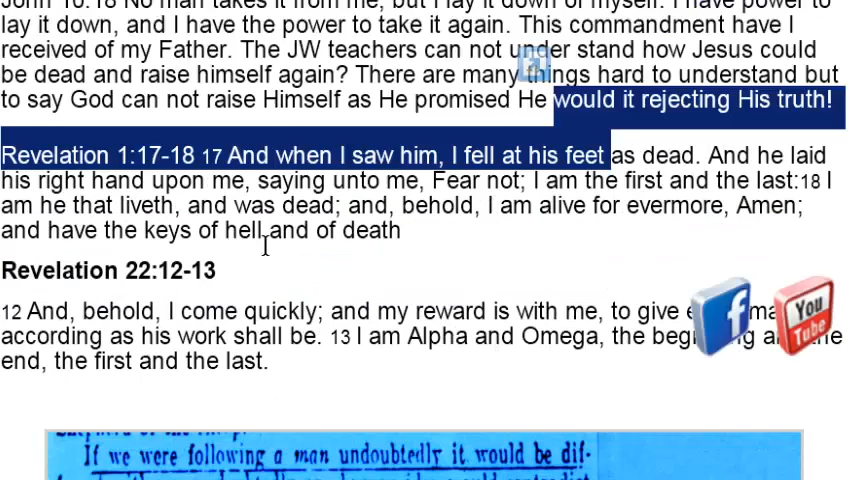 John 10:18 No man takes it from me, but I lay it down of myself. I have power to
lay it down, and I have the power to take it again. This commandment have I
received of my Father. The JW teachers can not under stand how Jesus could
be dead and raise himself again? There are many things hard to understand but
to say God can not raise Himself as He promised He would it rejecting His truth!
Revelation 1:17-18 17 And when I saw him, I fell at his feet as dead. And he laid
his right hand upon me, saying unto me, Fear not; I am the first and the last:18 I
am he that liveth, and was dead; and, behold, I am alive for evermore, Amen;
and have the keys of hell and of death
Revelation 22:12-13
12 And, behold, I come quickly; and my reward is with me, to give
according as his work shall be. 13 I am Alpha and Omega, the
end, the first and the last.
You
Tube
If we were following a man undoubtedly it would be dif-